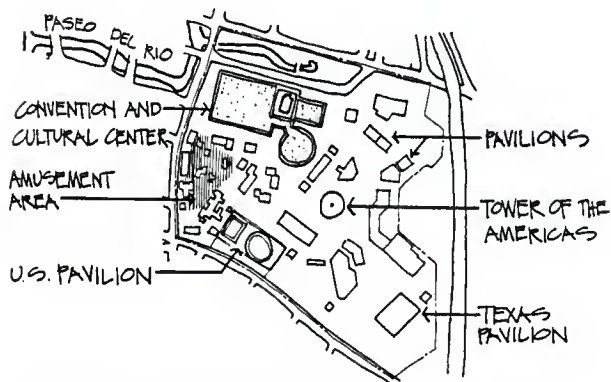 PASEO DEL RIO
CONVENTION AND
CULTURAL CENTER
AMUSEMENT
AREA
U.S. PAVILION
PAVILIONS
TOWER OF THE
AMERICAS
TEXAS
PAVILION